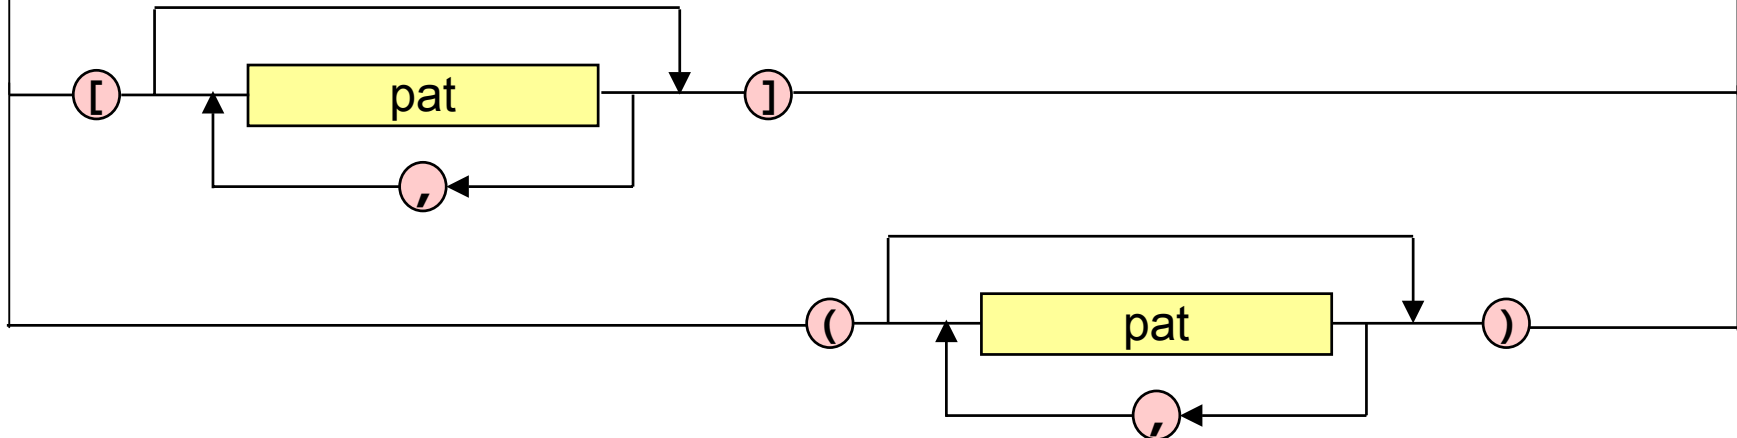 [ pat ]
,
( pat )
,